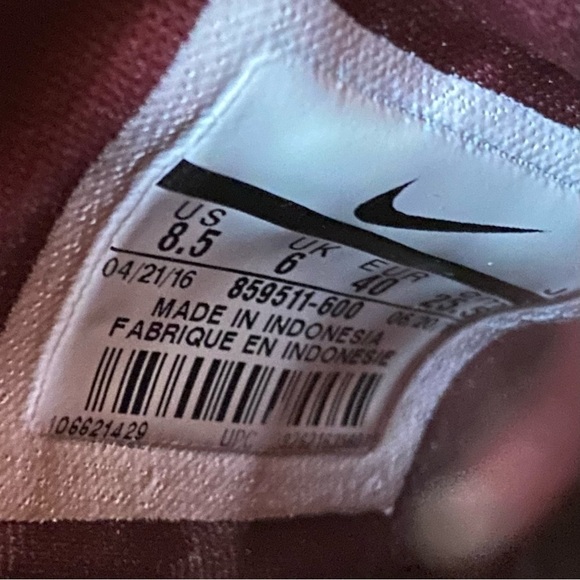 US UK EUR
8.5 6 40
04/21/16 859511-600
MADE IN INDONESIA
FABRIQUE EN INDONESIE
106621429 UPC